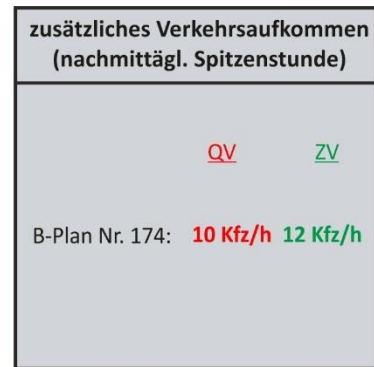 zusätzliches Verkehrsaufkommen
(nachmittägl. Spitzenstunde)
QV ZV
B-Plan Nr. 174: 10 Kfz/h 12 Kfz/h